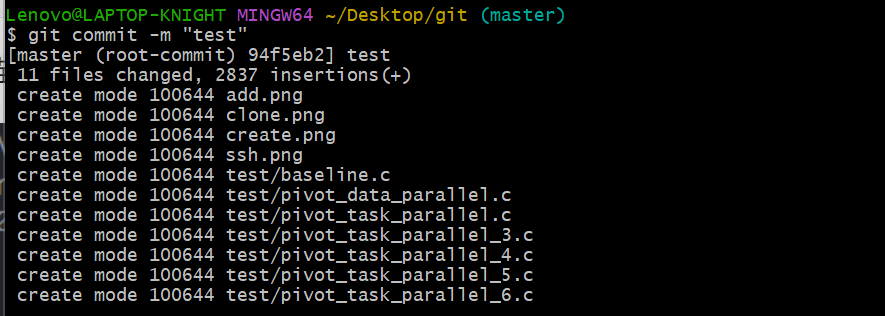 Lenovo@LAPTOP-KNIGHT MINGW64 ~/Desktop/git (master)
$ git commit -m "test"
[master (root-commit) 94f5eb2] test
 11 files changed, 2837 insertions(+)
 create mode 100644 add.png
 create mode 100644 clone.png
 create mode 100644 create.png
 create mode 100644 ssh.png
 create mode 100644 test/baseline.c
 create mode 100644 test/pivot_data_parallel.c
 create mode 100644 test/pivot_task_parallel.c
 create mode 100644 test/pivot_task_parallel_3.c
 create mode 100644 test/pivot_task_parallel_4.c
 create mode 100644 test/pivot_task_parallel_5.c
 create mode 100644 test/pivot_task_parallel_6.c